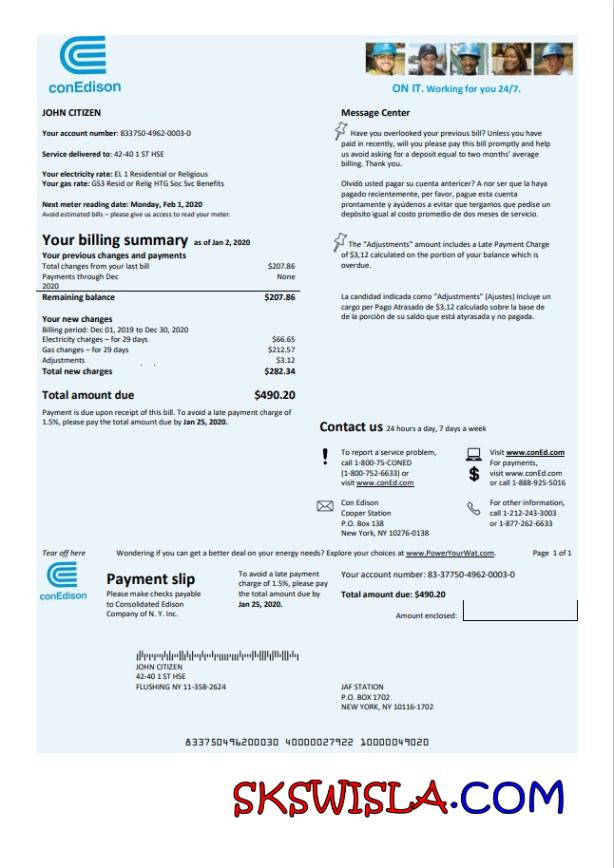 conEdison
ON IT. Working for you 24/7.
JOHN CITIZEN
Your account number: 833750-4962-0003-0
Service delivered to: 42-40 1 ST HSE
Your electricity rate: EL 1 Residential or Religious
Your gas rate: GS3 Resid or Relig HTG Soc Svc Benefits
Next meter reading date: Monday, Feb 1, 2020
Avoid estimated bills – please give us access to read your meter.
Your billing summary as of Jan 2, 2020
Your previous changes and payments
Total changes from your last bill $207.86
Payments through Dec None
2020
Remaining balance $207.86
Your new changes
Billing period: Dec 01, 2019 to Dec 30, 2020
Electricity charges – for 29 days $66.65
Gas changes – for 29 days $212.57
Adjustments $3.12
Total new charges $282.34
Total amount due $490.20
Payment is due upon receipt of this bill. To avoid a late payment charge of
1.5%, please pay the total amount due by Jan 25, 2020.
Message Center
Have you overlooked your previous bill? Unless you have
paid in recently, will you please pay this bill promptly and help
us avoid asking for a deposit equal to two months’ average
billing. Thank you.
Olvidò usted pagar su cuenta antericer? A nor ser que la haya
pagado recientemente, per favor, pague esta cuenta
prontamente y ayúdenos a evitar que tergamos que pedise un
depòsito igual al costo promedio de dos meses de servicio.
The “Adjustments” amount includes a Late Payment Charge
of $3,12 calculated on the portion of your balance which is
overdue.
La candidad indicada como “Adjustments” (Ajustes) incluye un
cargo per Pago Atrasado de $3,12 calculado sobre la base de
de la porciòn de su saldo que està atyrasada y no pagada.
Contact us 24 hours a day, 7 days a week
To report a service problem,
call 1-800-75-CONED
(1-800-752-6633) or
visit www.conEd.com
Visit www.conEd.com
For payments,
visit www.conEd.com
or call 1-888-925-5016
Con Edison
Cooper Station
P.O. Box 138
New York, NY 10276-0138
For other information,
call 1-212-243-3003
or 1-877-262-6633
Tear off here Wondering if you can get a better deal on your energy needs? Explore your choices at www.PowerYourWat.com. Page 1 of 1
conEdison
Payment slip
Please make checks payable
to Consolidated Edison
Company of N. Y. Inc.
To avoid a late payment
charge of 1.5%, please pay
the total amount due by
Jan 25, 2020.
Your account number: 83-37750-4962-0003-0
Total amount due: $490.20
Amount enclosed:
JOHN CITIZEN
42-40 1 ST HSE
FLUSHING NY 11-358-2624
JAF STATION
P.O. BOX 1702
NEW YORK, NY 10116-1702
833750496200030 40000027922 10000049020
SKSWISLA.COM